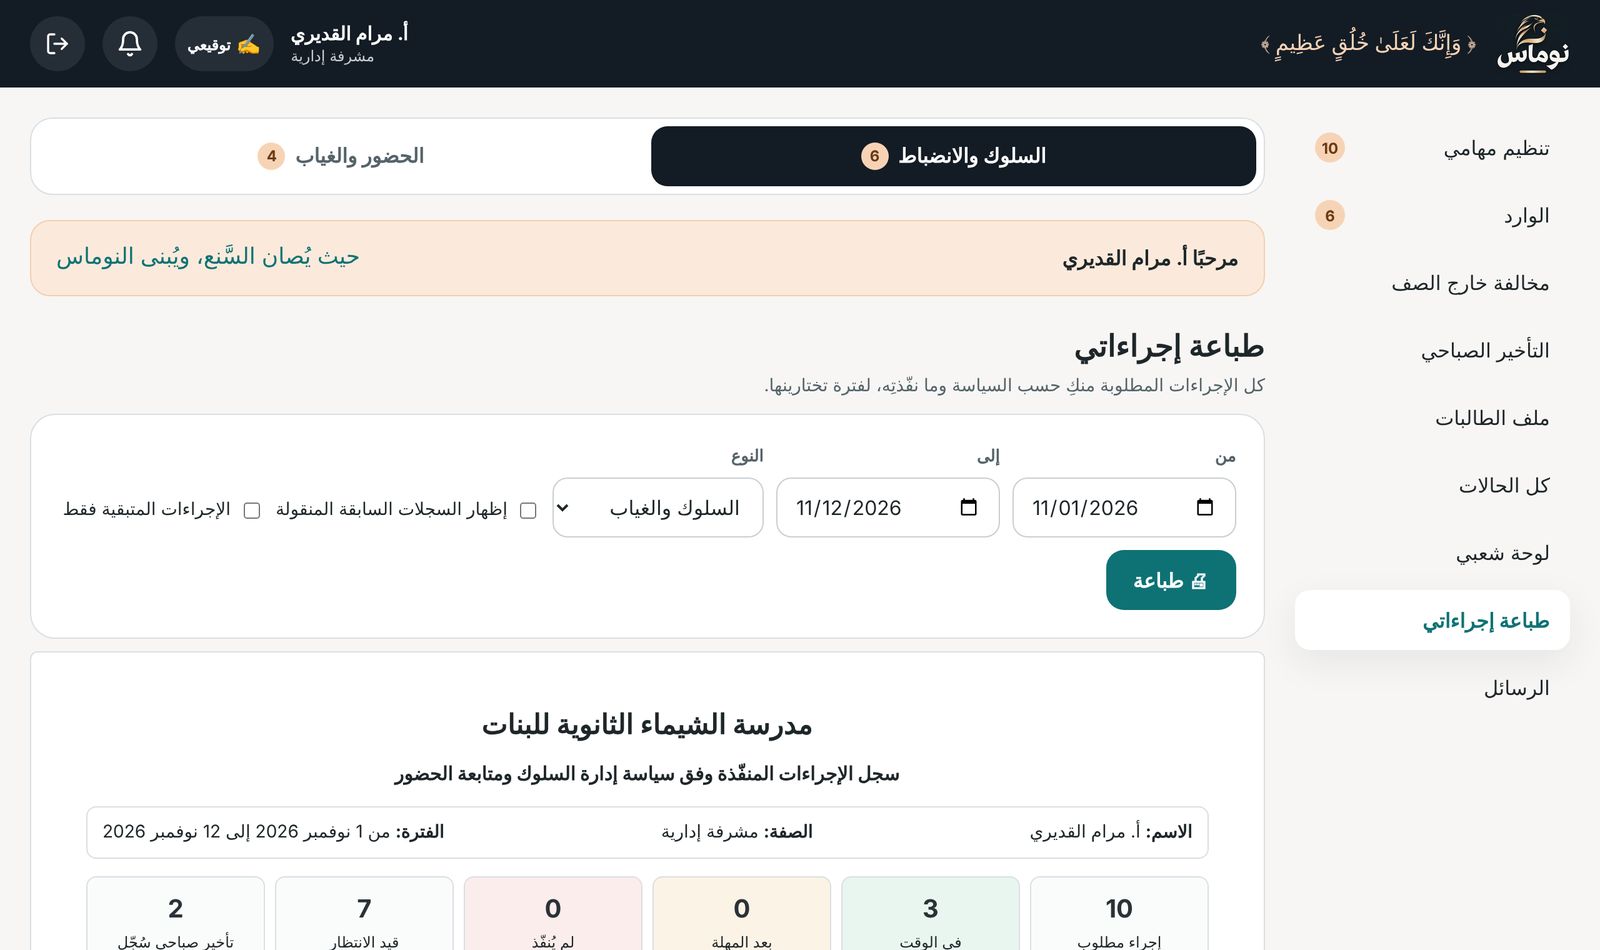 نوماس
﴿ وَإِنَّكَ لَعَلَىٰ خُلُقٍ عَظِيمٍ ﴾
أ. مرام القديري
مشرفة إدارية
✍️ توقيعي
تنظيم مهامي 10
الوارد 6
مخالفة خارج الصف
التأخير الصباحي
ملف الطالبات
كل الحالات
لوحة شعبي
طباعة إجراءاتي
الرسائل
السلوك والانضباط 6
الحضور والغياب 4
مرحبًا أ. مرام القديري
حيث يُصان السَّنع، ويُبنى النوماس
طباعة إجراءاتي
كل الإجراءات المطلوبة منكِ حسب السياسة وما نفّذتِه، لفترة تختارينها.
من
11/01/2026
إلى
11/12/2026
النوع
السلوك والغياب
إظهار السجلات السابقة المنقولة
الإجراءات المتبقية فقط
🖨 طباعة
مدرسة الشيماء الثانوية للبنات
سجل الإجراءات المنفّذة وفق سياسة إدارة السلوك ومتابعة الحضور
الاسم: أ. مرام القديري
الصفة: مشرفة إدارية
الفترة: من 1 نوفمبر 2026 إلى 12 نوفمبر 2026
10
إجراء مطلوب
3
في الوقت
0
بعد المهلة
0
لم يُنفّذ
7
قيد الانتظار
2
تأخير صباحي سُجّل